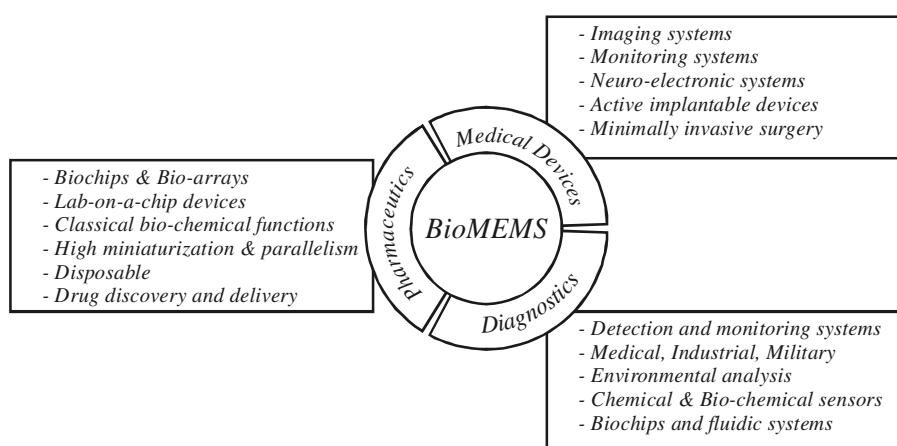 - Imaging systems
- Monitoring systems
- Neuro-electronic systems
- Active implantable devices
- Minimally invasive surgery
Medical Devices
- Biochips & Bio-arrays
- Lab-on-a-chip devices
- Classical bio-chemical functions
- High miniaturization & parallelism
- Disposable
- Drug discovery and delivery
Pharmaceutics
BioMEMS
Diagnostics
- Detection and monitoring systems
- Medical, Industrial, Military
- Environmental analysis
- Chemical & Bio-chemical sensors
- Biochips and fluidic systems